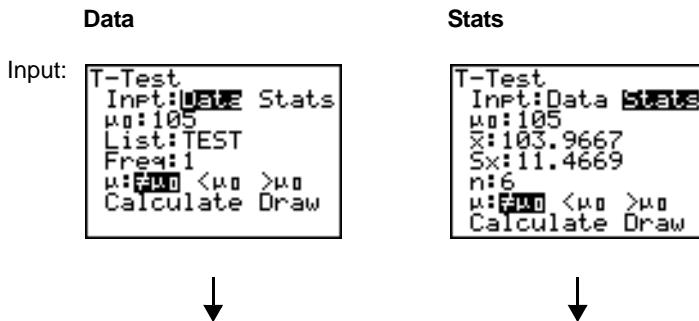 Data
Stats
Input:
T-Test
Inpt:Data Stats
μ0:105
List:TEST
Freq:1
μ:≠μ0 <μ0 >μ0
Calculate Draw
T-Test
Inpt:Data Stats
μ0:105
x̄:103.9667
Sx:11.4669
n:6
μ:≠μ0 <μ0 >μ0
Calculate Draw